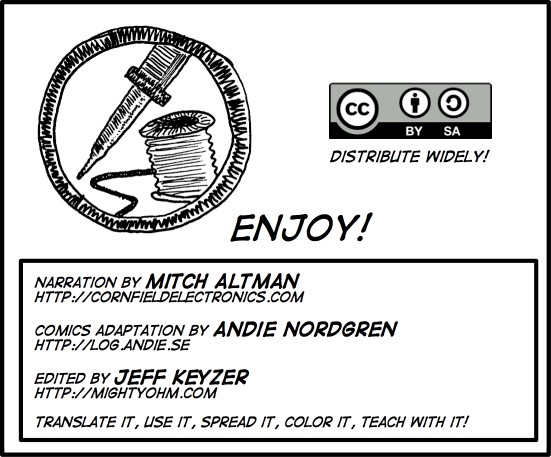 CC
BY SA
DISTRIBUTE WIDELY!
ENJOY!
NARRATION BY MITCH ALTMAN
HTTP://CORNFIELDELECTRONICS.COM
COMICS ADAPTATION BY ANDIE NORDGREN
HTTP://LOG.ANDIE.SE
EDITED BY JEFF KEYZER
HTTP://MIGHTYOHM.COM
TRANSLATE IT, USE IT, SPREAD IT, COLOR IT, TEACH WITH IT!